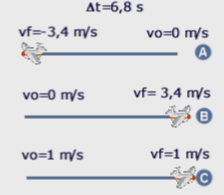 Δt=6,8 s
vf=-3,4 m/s vo=0 m/s
A
vo=0 m/s vf= 3,4 m/s
B
vo=1 m/s vf=1 m/s
C